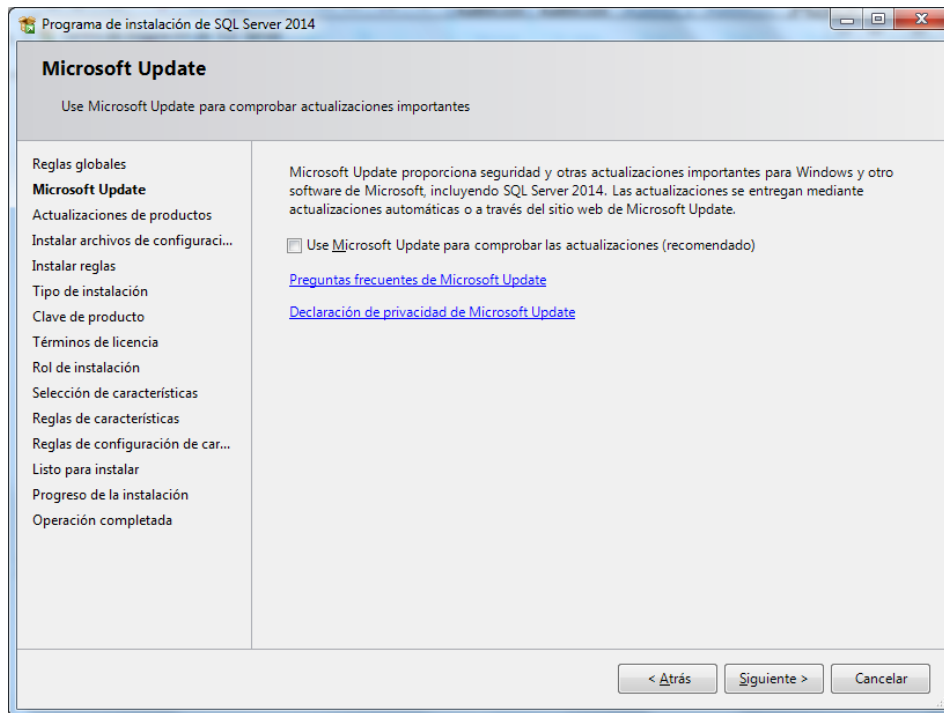 Programa de instalación de SQL Server 2014
Microsoft Update
Use Microsoft Update para comprobar actualizaciones importantes
Reglas globales
Microsoft Update
Actualizaciones de productos
Instalar archivos de configuraci...
Instalar reglas
Tipo de instalación
Clave de producto
Términos de licencia
Rol de instalación
Selección de características
Reglas de características
Reglas de configuración de car...
Listo para instalar
Progreso de la instalación
Operación completada
Microsoft Update proporciona seguridad y otras actualizaciones importantes para Windows y otro
software de Microsoft, incluyendo SQL Server 2014. Las actualizaciones se entregan mediante
actualizaciones automáticas o a través del sitio web de Microsoft Update.
Use Microsoft Update para comprobar las actualizaciones (recomendado)
Preguntas frecuentes de Microsoft Update
Declaración de privacidad de Microsoft Update
< Atrás
Siguiente >
Cancelar